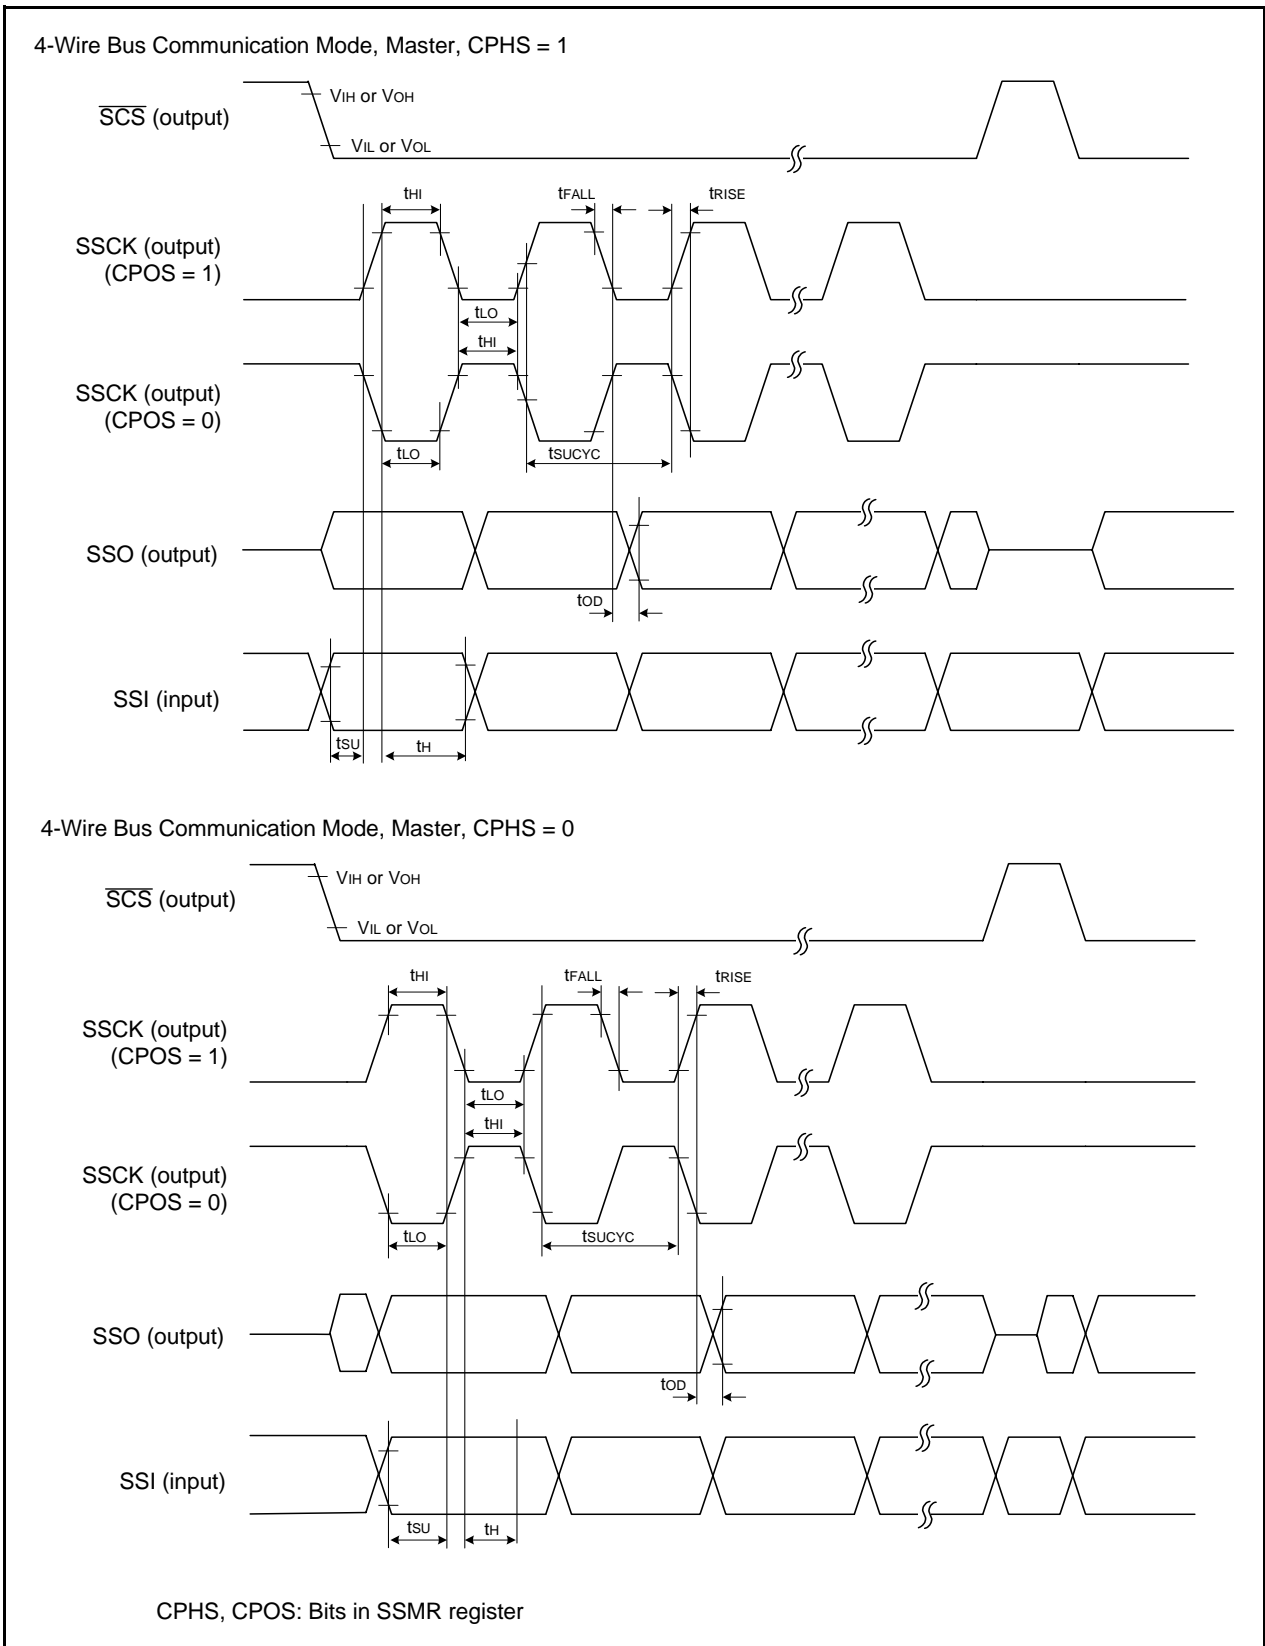 4-Wire Bus Communication Mode, Master, CPHS = 1
SCS (output)
VIH or VOH
VIL or VOL
tHI
tFALL
tRISE
SSCK (output)
(CPOS = 1)
tLO
tHI
SSCK (output)
(CPOS = 0)
tLO
tSUCYC
SSO (output)
tOD
SSI (input)
tSU
tH
4-Wire Bus Communication Mode, Master, CPHS = 0
SCS (output)
VIH or VOH
VIL or VOL
tHI
tFALL
tRISE
SSCK (output)
(CPOS = 1)
tLO
tHI
SSCK (output)
(CPOS = 0)
tLO
tSUCYC
SSO (output)
tOD
SSI (input)
tSU
tH
CPHS, CPOS: Bits in SSMR register